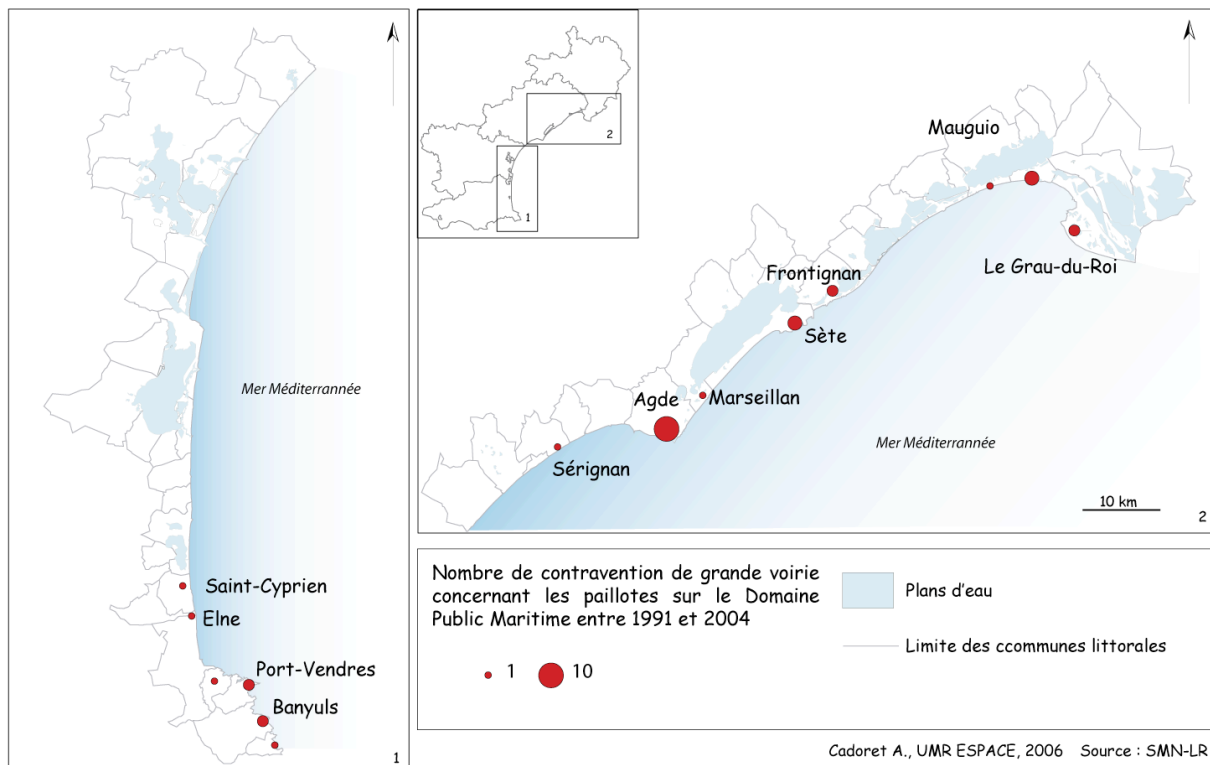 Mer Méditerrannée
Saint-Cyprien
Elne
Port-Vendres
Banyuls
1
2
1
Mauguio
Le Grau-du-Roi
Frontignan
Sète
Agde
Marseillan
Sérignan
Mer Méditerrannée
10 km
2
Nombre de contravention de grande voirie
concernant les paillotes sur le Domaine
Public Maritime entre 1991 et 2004
1
10
Plans d'eau
Limite des ccommunes littorales
Cadoret A., UMR ESPACE, 2006 Source : SMN-LR